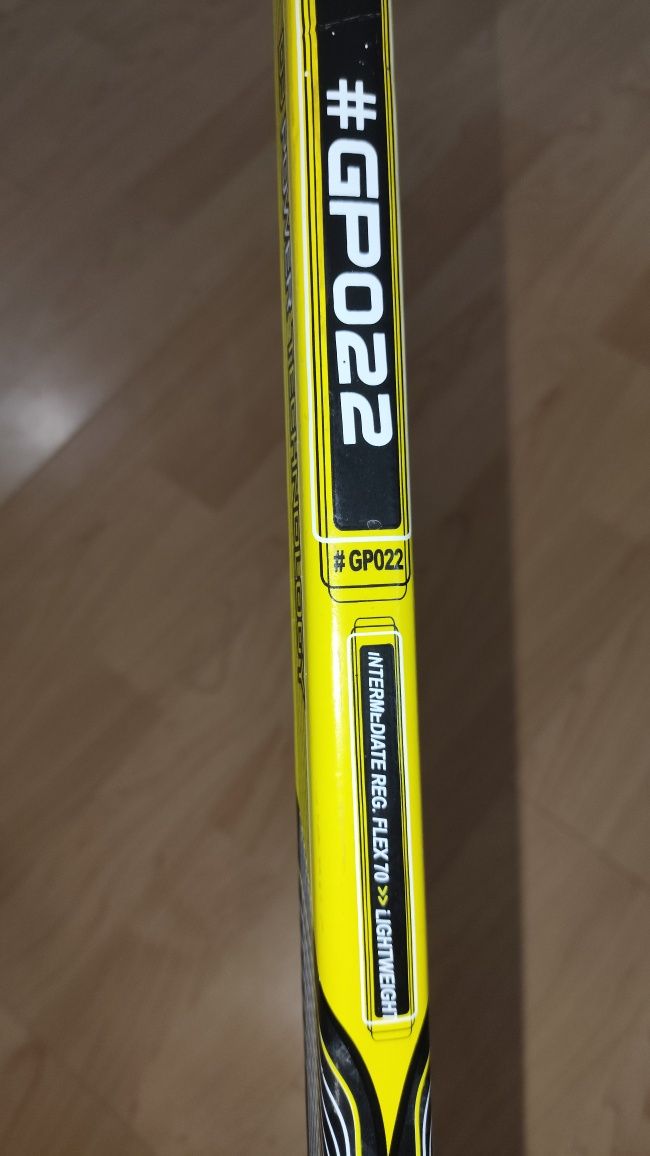 #GP022
# GP022
INTERMEDIATE REG. FLEX 70 >> LIGHTWEIGHT